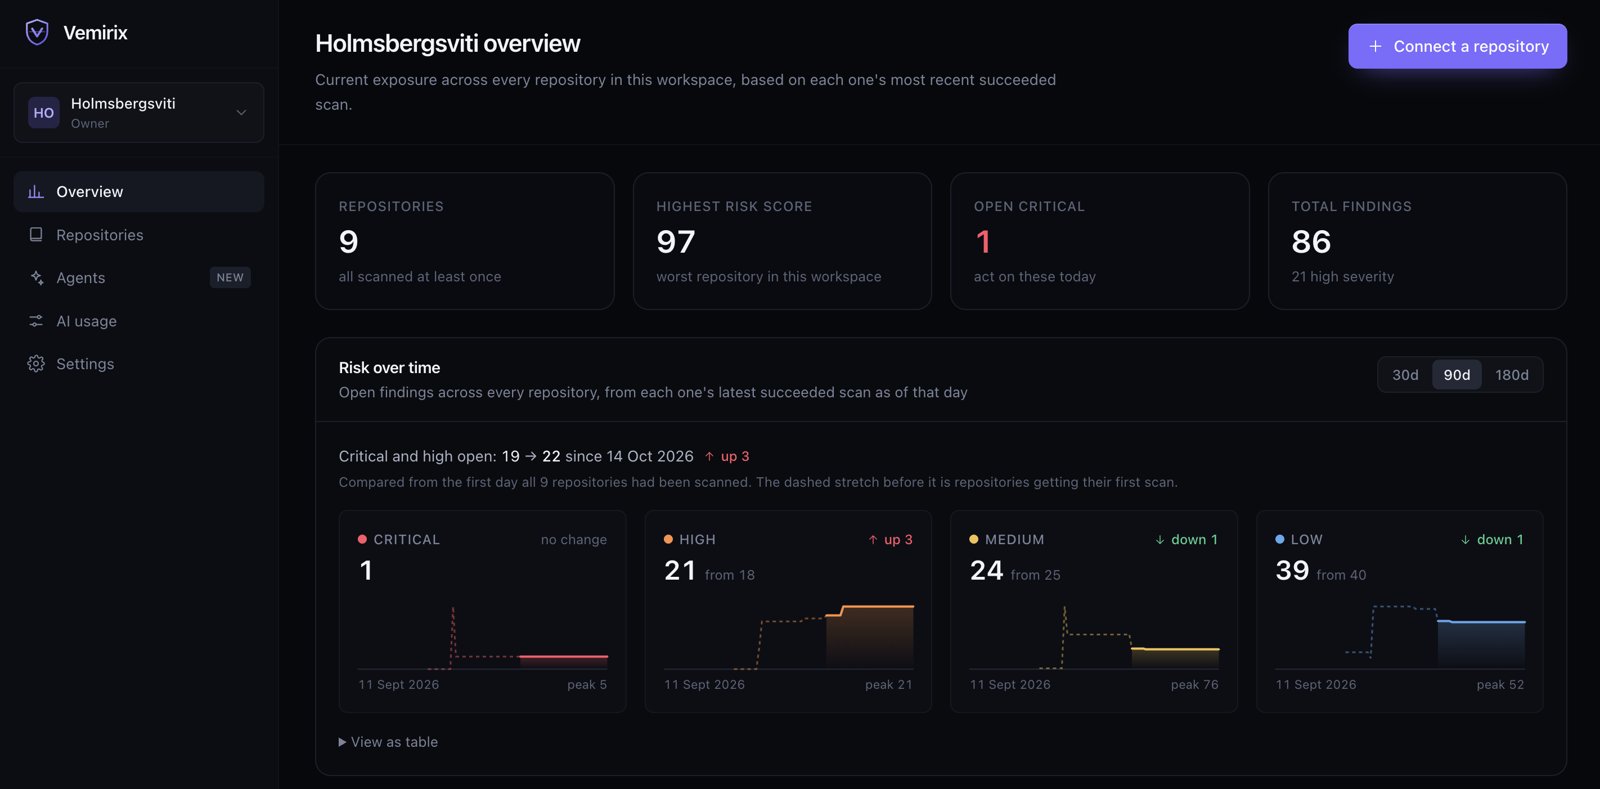 Vemirix
HO
Holmsbergsviti
Owner
Overview
Repositories
Agents
NEW
AI usage
Settings
Holmsbergsviti overview
Current exposure across every repository in this workspace, based on each one's most recent succeeded
scan.
+ Connect a repository
REPOSITORIES
9
all scanned at least once
HIGHEST RISK SCORE
97
worst repository in this workspace
OPEN CRITICAL
1
act on these today
TOTAL FINDINGS
86
21 high severity
Risk over time
Open findings across every repository, from each one's latest succeeded scan as of that day
30d 90d 180d
Critical and high open: 19 → 22 since 14 Oct 2026 ↑ up 3
Compared from the first day all 9 repositories had been scanned. The dashed stretch before it is repositories getting their first scan.
CRITICAL no change
1
11 Sept 2026 peak 5
HIGH ↑ up 3
21 from 18
11 Sept 2026 peak 21
MEDIUM ↓ down 1
24 from 25
11 Sept 2026 peak 76
LOW ↓ down 1
39 from 40
11 Sept 2026 peak 52
▶ View as table